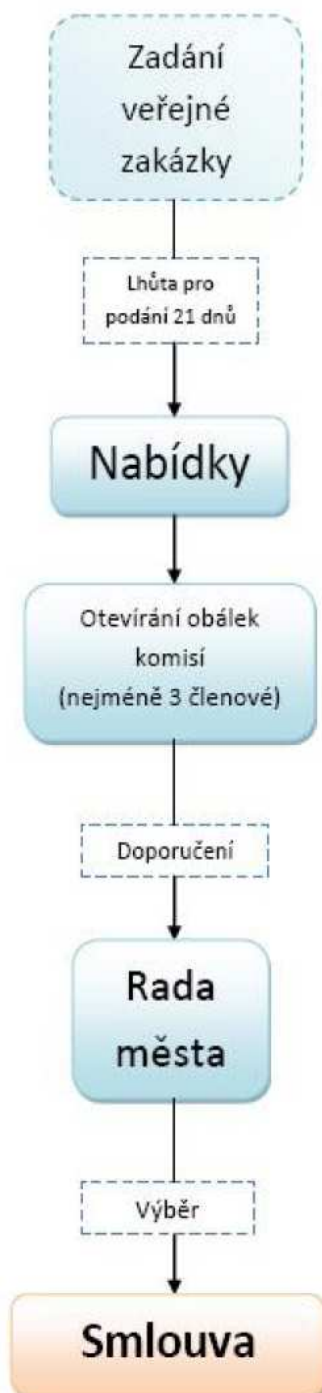 Zadání
veřejné
zakázky
Lhůta pro
podání 21 dnů
Nabídky
Otevírání obálek
komisí
(nejméně 3 členové)
Doporučení
Rada
města
Výběr
Smlouva